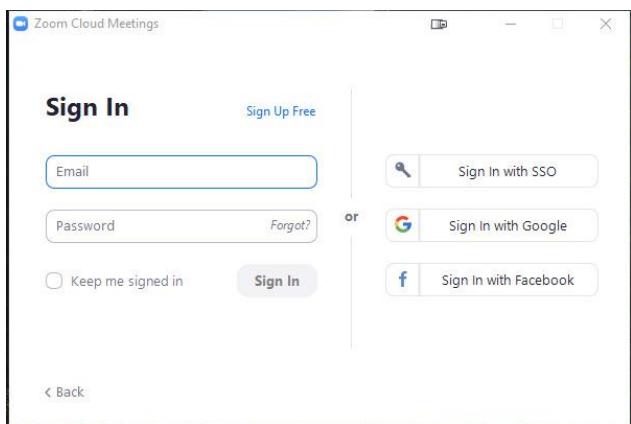 Zoom Cloud Meetings
Sign In
Sign Up Free
Email
Password
Forgot?
Keep me signed in
Sign In
or
Sign In with SSO
Sign In with Google
Sign In with Facebook
Back